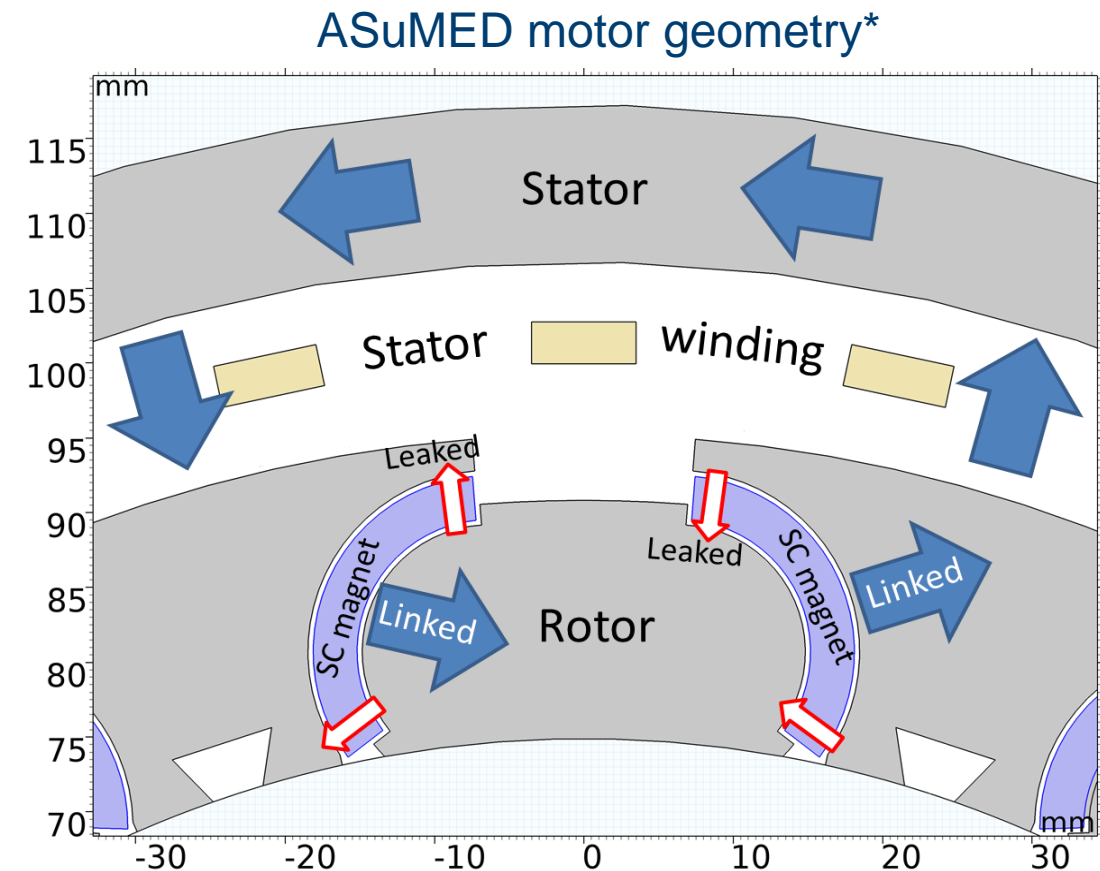 ASuMED motor geometry*
mm
115
Stator
110
105
Stator winding
100
95
Leaked
90
Leaked
SC magnet
SC magnet
85
Linked
Linked
Rotor
80
75
70
mm
-30 -20 -10 0 10 20 30